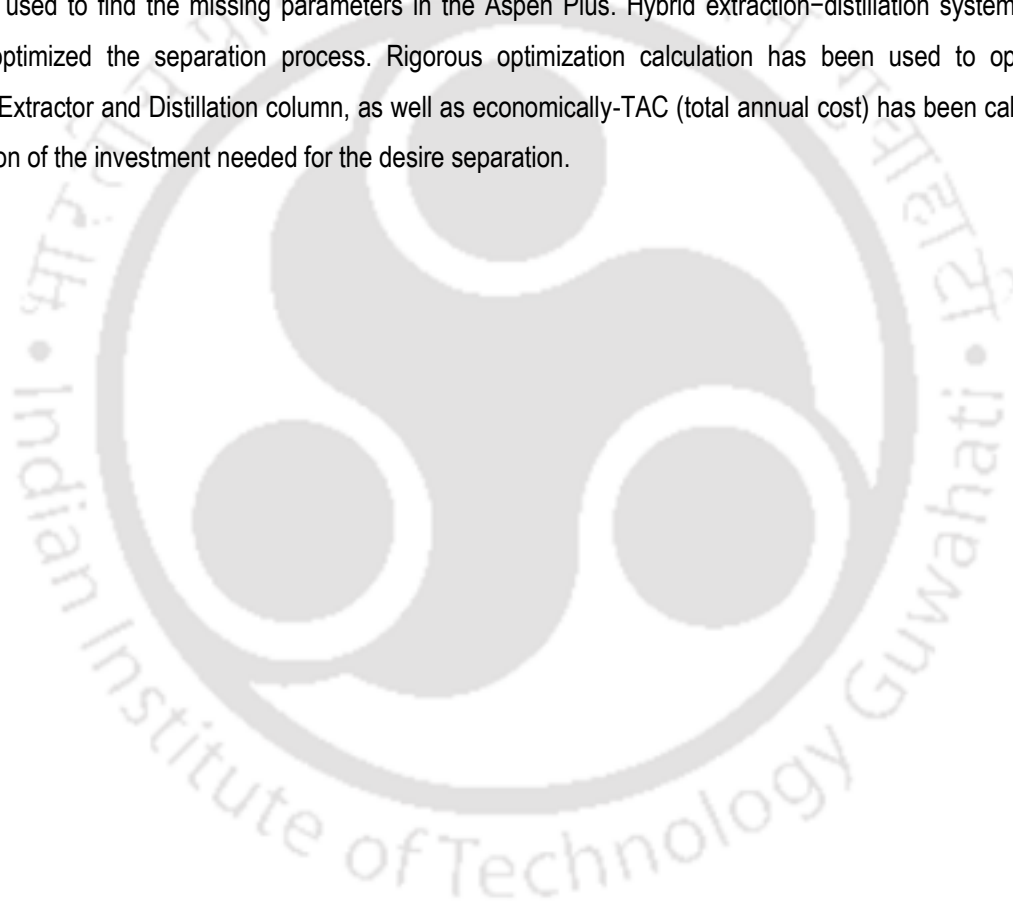 used to find the missing parameters in the Aspen Plus. Hybrid extraction−distillation system
optimized the separation process. Rigorous optimization calculation has been used to op
Extractor and Distillation column, as well as economically-TAC (total annual cost) has been cal
on of the investment needed for the desire separation.
Indian Institute of Technology Guwahati